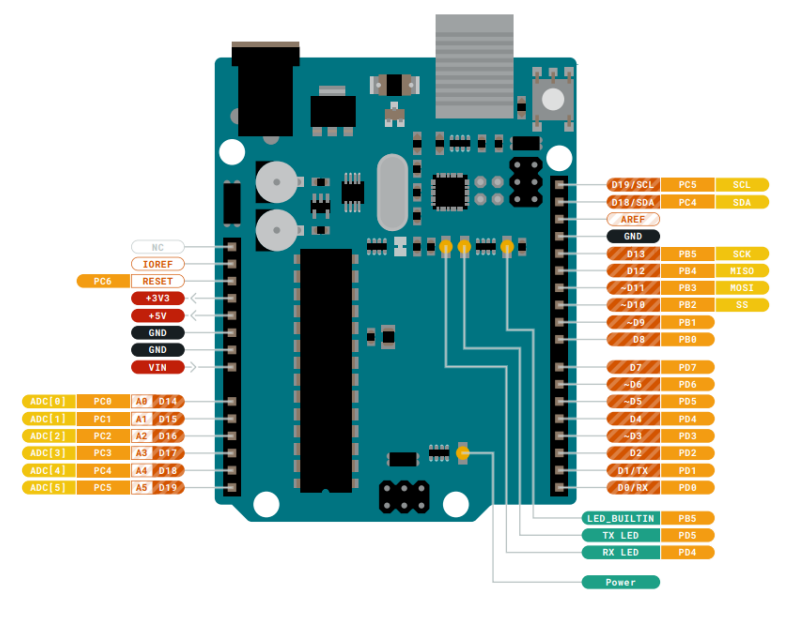 D19/SCL PC5 SCL
D18/SDA PC4 SDA
AREF
GND
NC
D13 PB5 SCK
IOREF
D12 PB4 MISO
PC6 RESET
~D11 PB3 MOSI
+3V3
~D10 PB2 SS
+5V
~D9 PB1
GND
D8 PB0
GND
VIN
D7 PD7
~D6 PD6
ADC[0] PC0 A0 D14
~D5 PD5
ADC[1] PC1 A1 D15
D4 PD4
ADC[2] PC2 A2 D16
~D3 PD3
ADC[3] PC3 A3 D17
D2 PD2
ADC[4] PC4 A4 D18
D1/TX PD1
ADC[5] PC5 A5 D19
D0/RX PD0
LED_BUILTIN PB5
TX LED PD5
RX LED PD4
Power